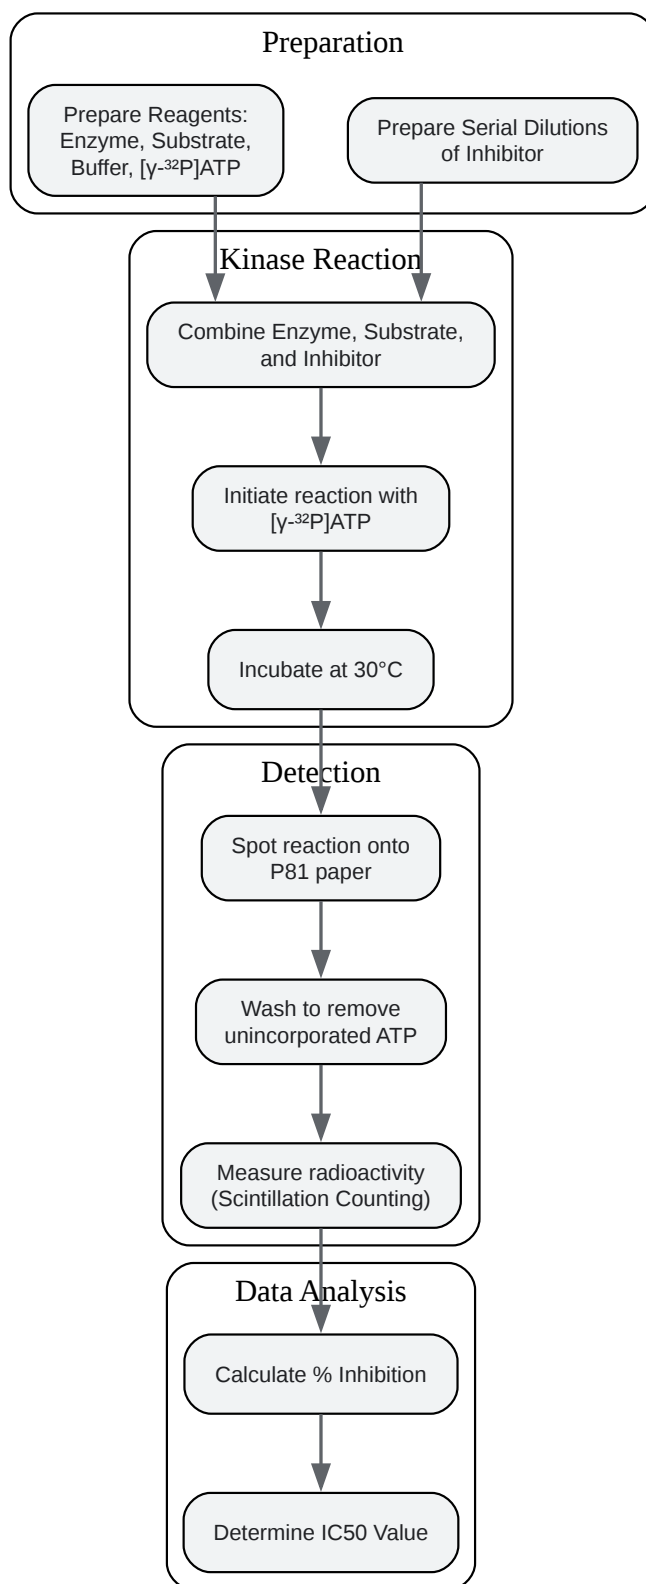 Preparation
Prepare Reagents:
Enzyme, Substrate,
Buffer, [γ-³²P]ATP
Prepare Serial Dilutions
of Inhibitor
Kinase Reaction
Combine Enzyme, Substrate,
and Inhibitor
Initiate reaction with
[γ-³²P]ATP
Incubate at 30°C
Detection
Spot reaction onto
P81 paper
Wash to remove
unincorporated ATP
Measure radioactivity
(Scintillation Counting)
Data Analysis
Calculate % Inhibition
Determine IC50 Value